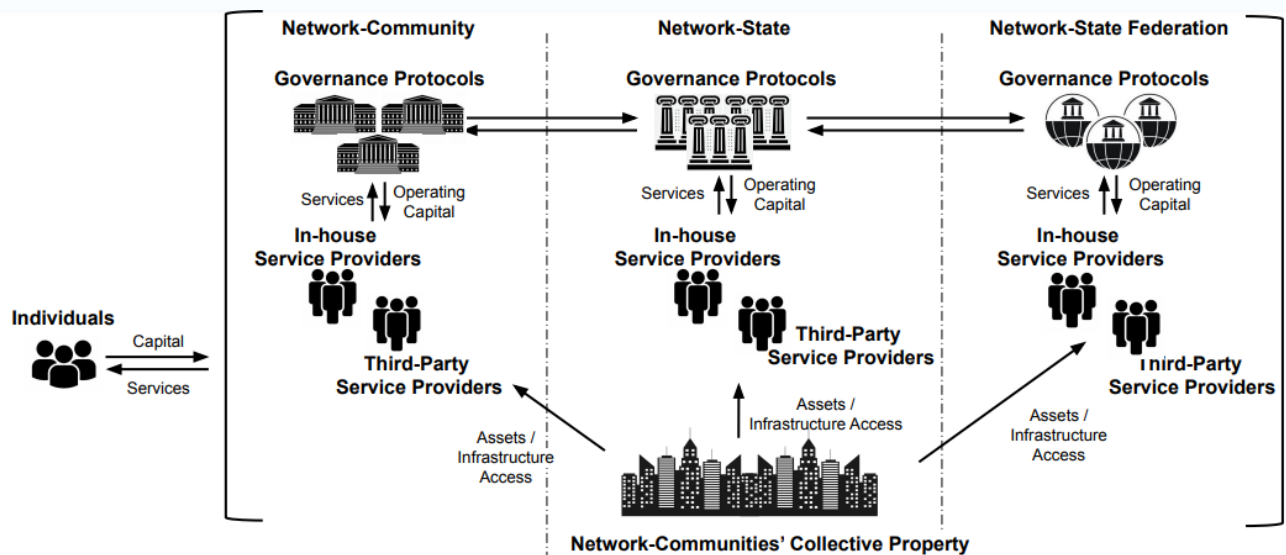 Network-Community
Network-State
Network-State Federation
Governance Protocols
Governance Protocols
Governance Protocols
Services
Operating
Capital
Services
Operating
Capital
Services
Operating
Capital
In-house
Service Providers
In-house
Service Providers
In-house
Service Providers
Individuals
Capital
Services
Third-Party
Service Providers
Third-Party
Service Providers
Third-Party
Service Providers
Assets /
Infrastructure
Access
Assets /
Infrastructure Access
Assets /
Infrastructure
Access
Network-Communities' Collective Property